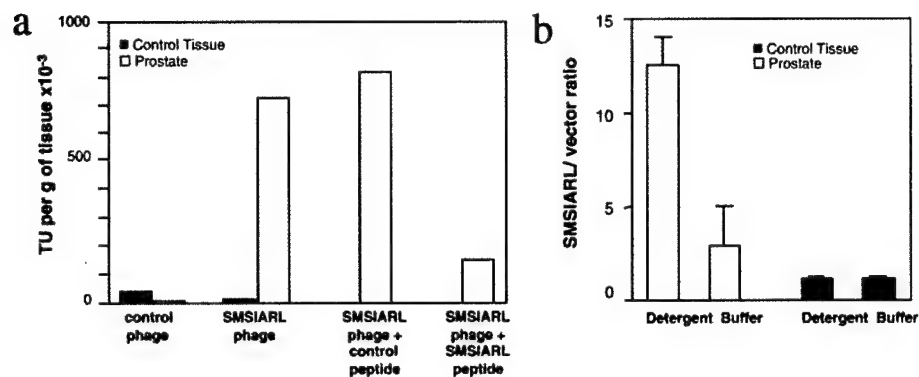 a
1000
500
0
TU per g of tissue x10-3
Control Tissue
Prostate
control
phage
SMSIARL
phage
SMSIARL
phage +
control
peptide
SMSIARL
phage +
SMSIARL
peptide
b
15
10
5
0
SMSIARL/ vector ratio
Control Tissue
Prostate
Detergent Buffer
Detergent Buffer